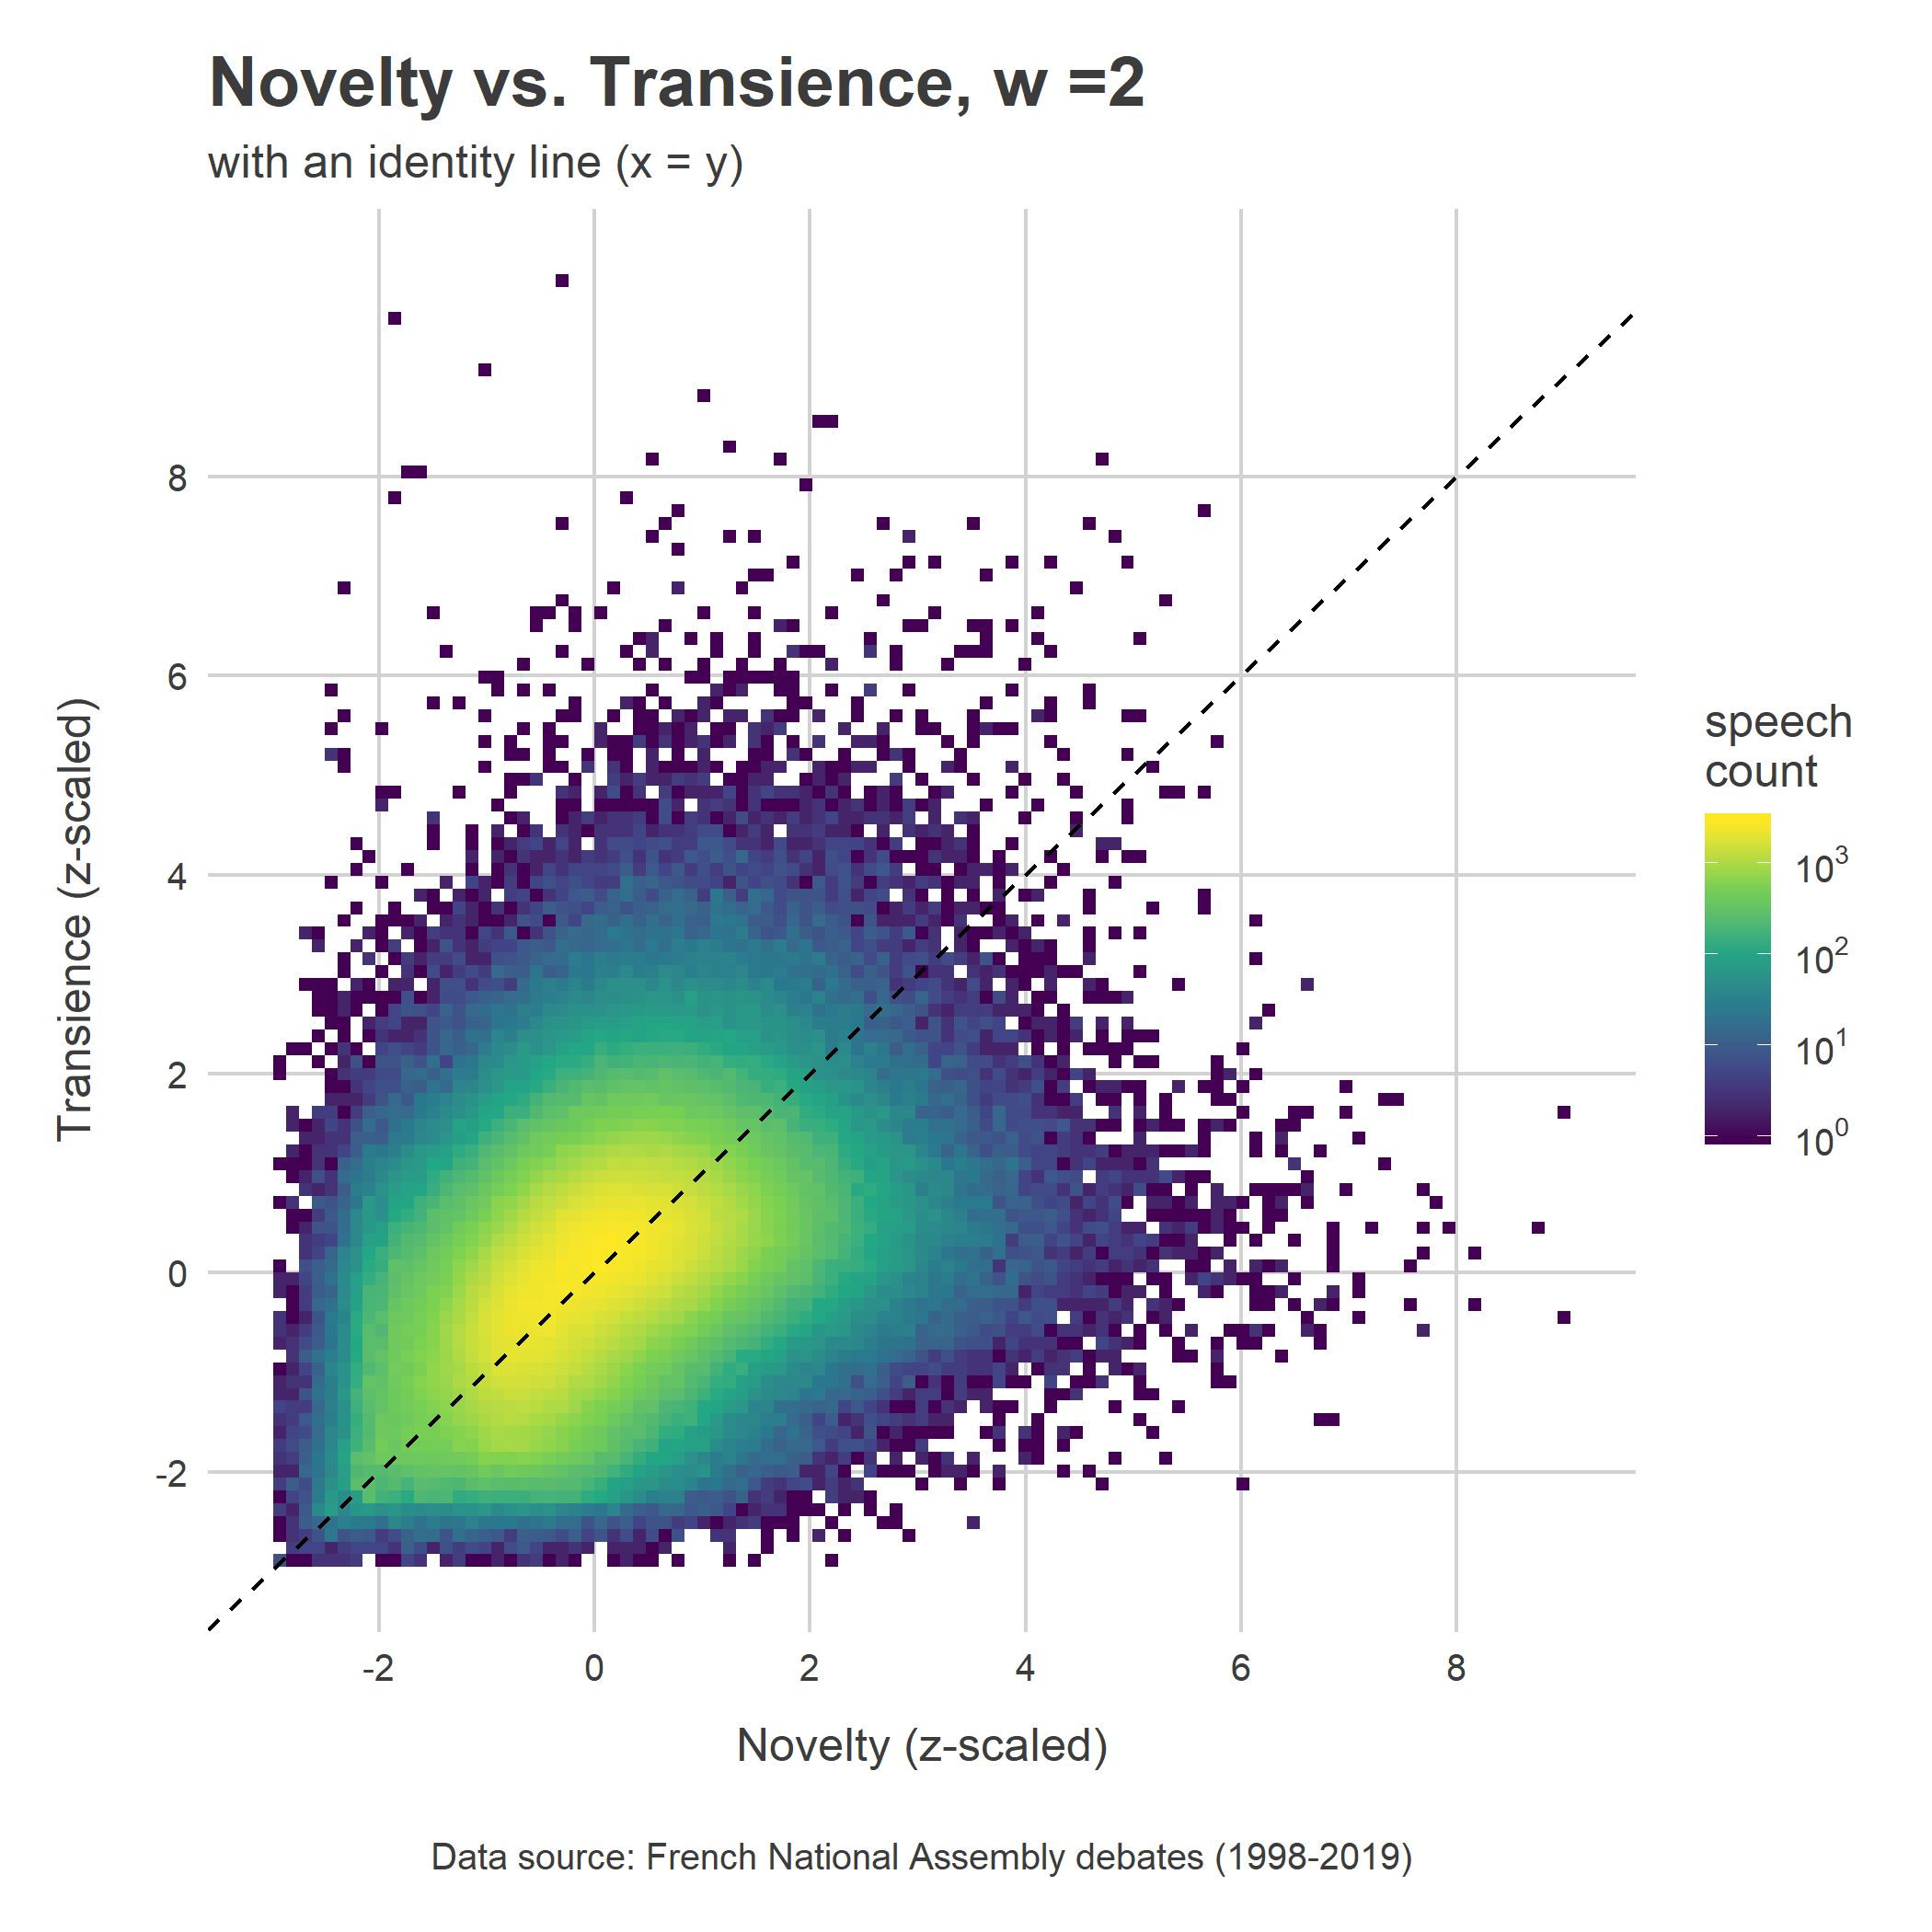 Novelty vs. Transience, w =2
with an identity line (x = y)
Transience (z-scaled)
8
6
4
2
0
-2
-2 0 2 4 6 8
Novelty (z-scaled)
speech
count
10³
10²
10¹
10⁰
Data source: French National Assembly debates (1998-2019)